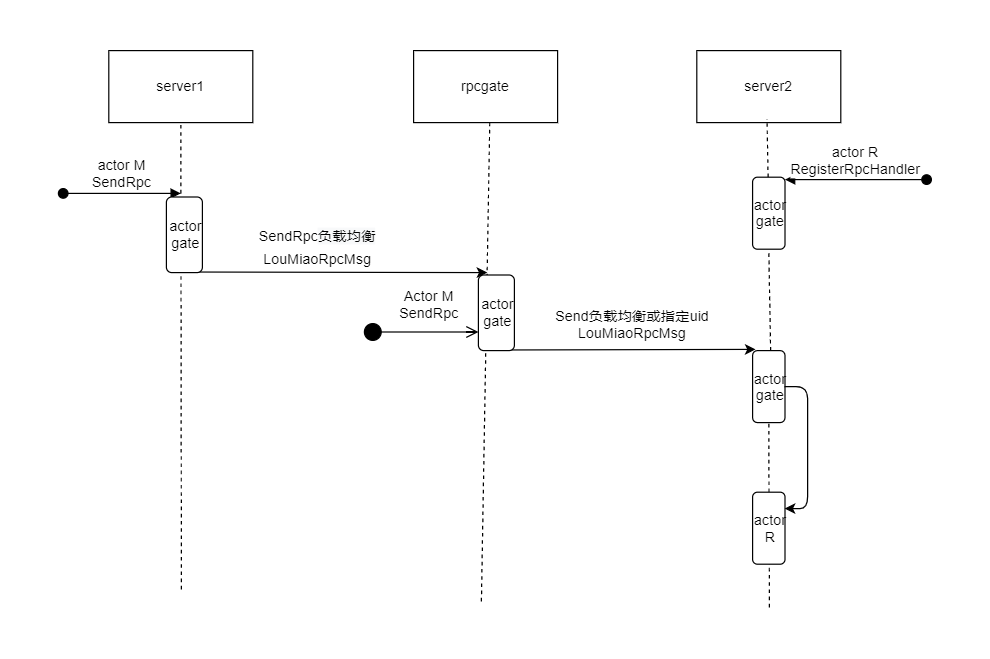 server1
rpcgate
server2
actor M
SendRpc
actor R
RegisterRpcHandler
actor
gate
actor
gate
SendRpc负载均衡
LouMiaoRpcMsg
Actor M
SendRpc
actor
gate
Send负载均衡或指定uid
LouMiaoRpcMsg
actor
gate
actor
R